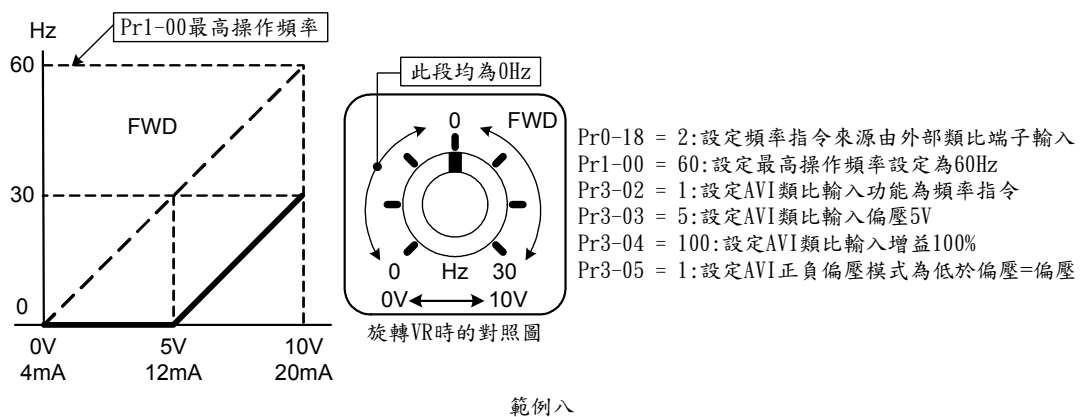 Hz
Pr1-00最高操作頻率
60
FWD
30
0
0V
5V
10V
4mA
12mA
20mA
此段均為0Hz
0
FWD
0
Hz
30
0V
10V
旋轉VR時的對照圖
Pr0-18 = 2:設定頻率指令來源由外部類比端子輸入
Pr1-00 = 60:設定最高操作頻率設定為60Hz
Pr3-02 = 1:設定AVI類比輸入功能為頻率指令
Pr3-03 = 5:設定AVI類比輸入偏壓5V
Pr3-04 = 100:設定AVI類比輸入增益100%
Pr3-05 = 1:設定AVI正負偏壓模式為低於偏壓=偏壓
範例八